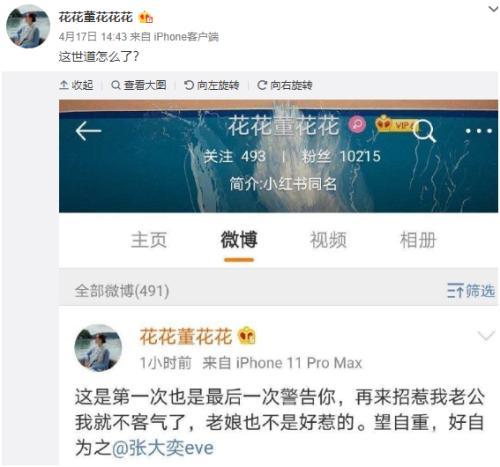 花花董花花花
4月17日 14:43 来自 iPhone客户端
这世道怎么了?
收起 查看大图 向左旋转 向右旋转
花花董花花 VIP6
关注 493 | 粉丝 10215
简介:小红书同名
主页 微博 视频 相册
全部微博(491) 筛选
花花董花花
1小时前 来自 iPhone 11 Pro Max
这是第一次也是最后一次警告你，再来招惹我老公
我就不客气了，老娘也不是好惹的。望自重，好自
为之@张大奕eve